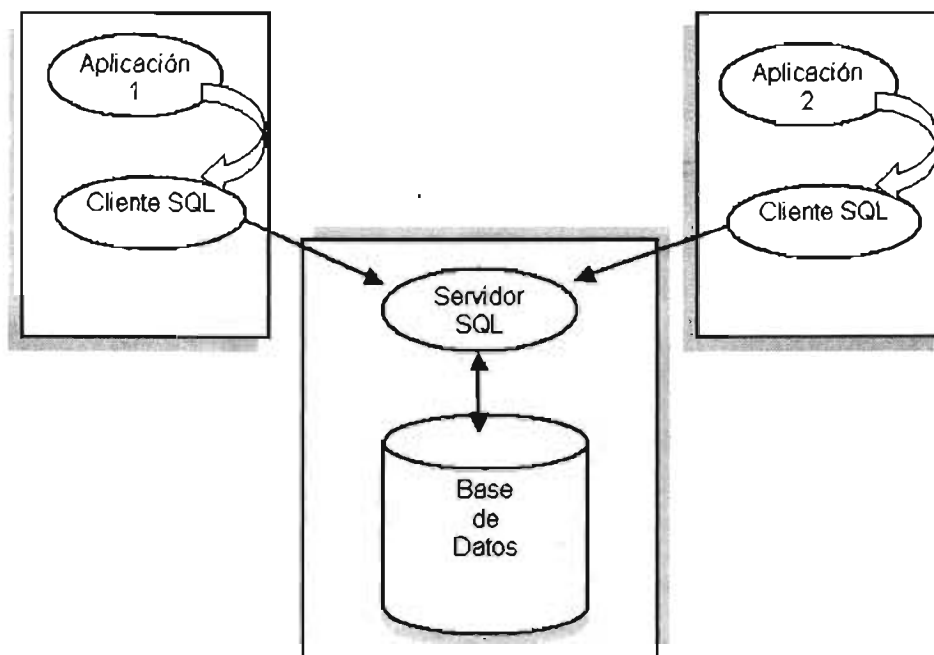 Aplicación
1
Cliente SQL
Aplicación
2
Cliente SQL
Servidor
SQL
Base
de
Datos